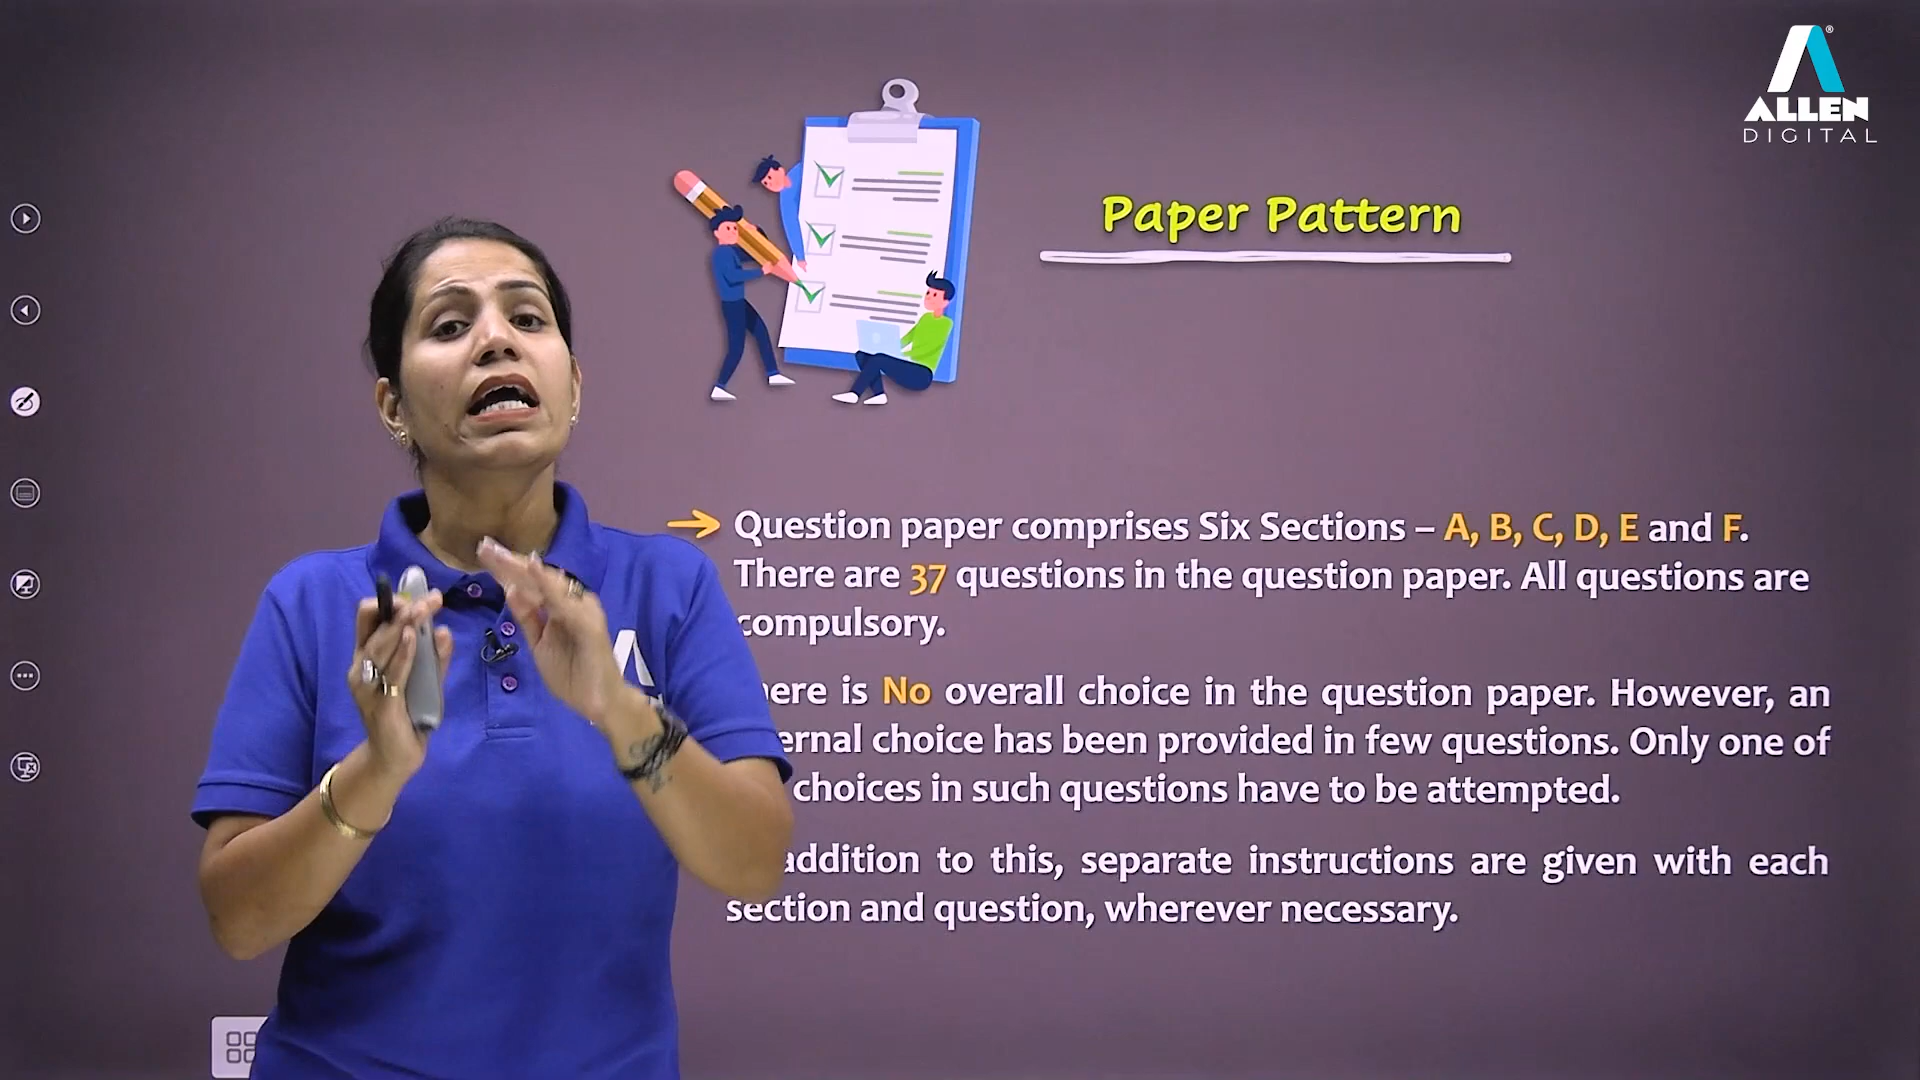 ALLEN
DIGITAL
Paper Pattern
Question paper comprises Six Sections – A, B, C, D, E and F.
There are 37 questions in the question paper. All questions are
compulsory.
is No overall choice in the question paper. However, an
choice has been provided in few questions. Only one of
choices in such questions have to be attempted.
addition to this, separate instructions are given with each
section and question, wherever necessary.